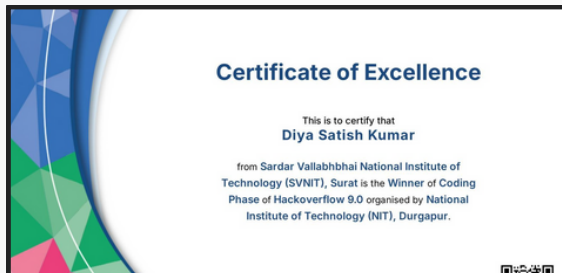 Certificate of Excellence
This is to certify that
Diya Satish Kumar
from Sardar Vallabhbhai National Institute of
Technology (SVNIT), Surat is the Winner of Coding
Phase of Hackoverflow 9.0 organised by National
Institute of Technology (NIT), Durgapur.